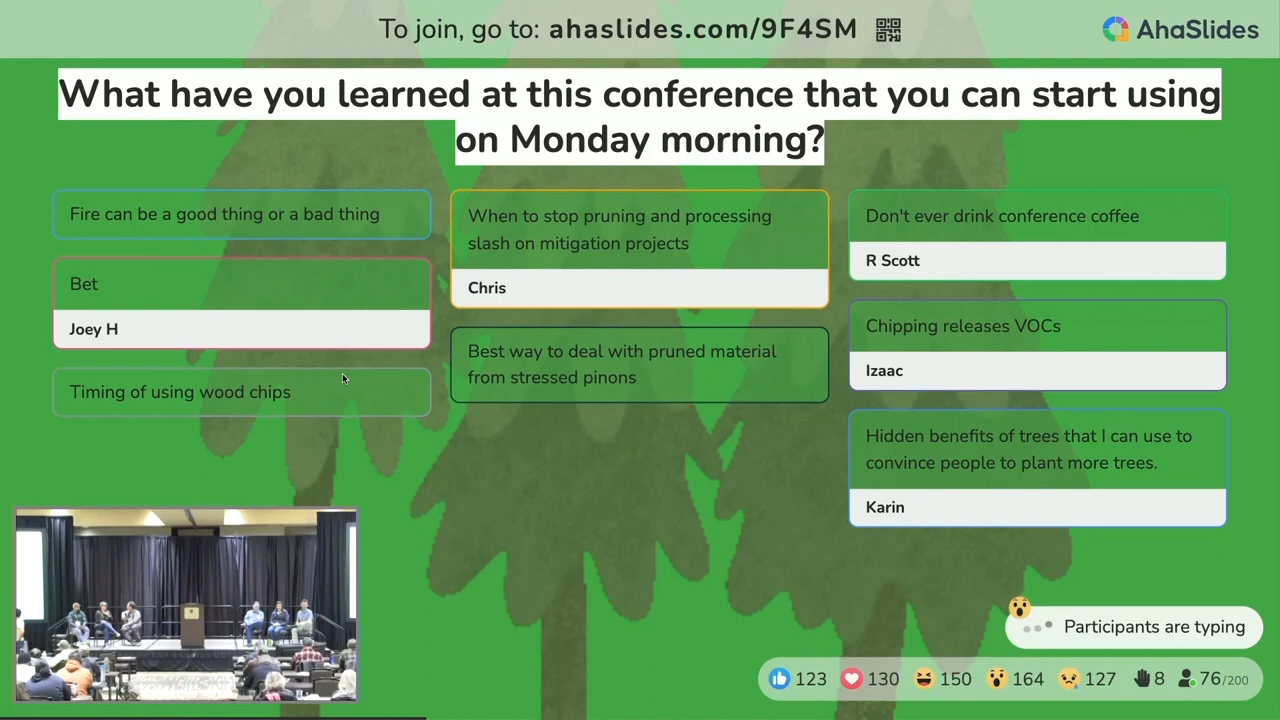 To join, go to: ahaslides.com/9F4SM
AhaSlides
What have you learned at this conference that you can start using
on Monday morning?
Fire can be a good thing or a bad thing
Bet
Joey H
Timing of using wood chips
When to stop pruning and processing
slash on mitigation projects
Chris
Best way to deal with pruned material
from stressed pinons
Don't ever drink conference coffee
R Scott
Chipping releases VOCs
Izaac
Hidden benefits of trees that I can use to
convince people to plant more trees.
Karin
Participants are typing
123 130 150 164 127 8 76/200